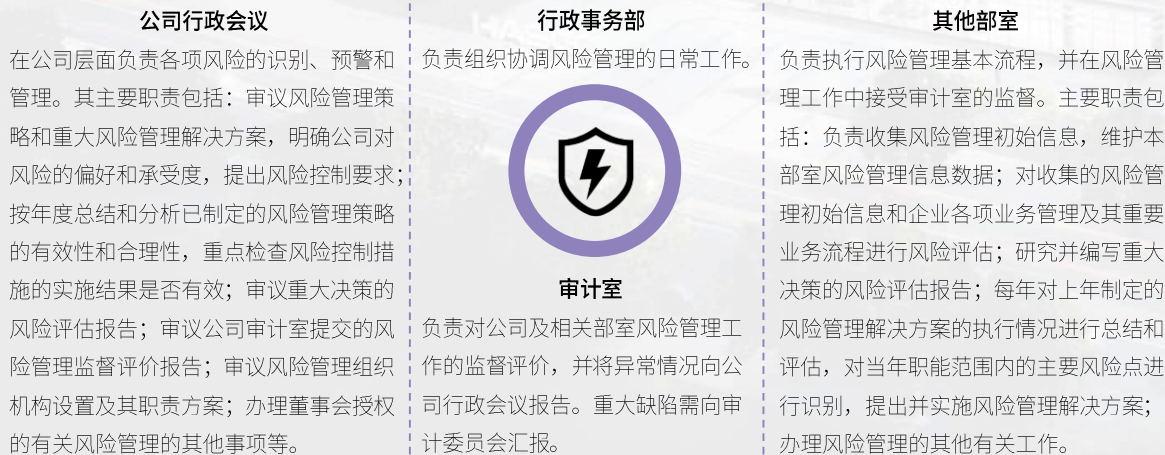 公司行政会议
在公司层面负责各项风险的识别、预警和
管理。其主要职责包括：审议风险管理策
略和重大风险管理解决方案，明确公司对
风险的偏好和承受度，提出风险控制要求；
按年度总结和分析已制定的风险管理策略
的有效性和合理性，重点检查风险控制措
施的实施结果是否有效；审议重大决策的
风险评估报告；审议公司审计室提交的风
险管理监督评价报告；审议风险管理组织
机构设置及其职责方案；办理董事会授权
的有关风险管理的其他事项等。
行政事务部
负责组织协调风险管理的日常工作。
审计室
负责对公司及相关部室风险管理工
作的监督评价，并将异常情况向公
司行政会议报告。重大缺陷需向审
计委员会汇报。
其他部室
负责执行风险管理基本流程，并在风险管
理工作中接受审计室的监督。主要职责包
括：负责收集风险管理初始信息，维护本
部室风险管理信息数据；对收集的风险管
理初始信息和企业各项业务管理及其重要
业务流程进行风险评估；研究并编写重大
决策的风险评估报告；每年对上年制定的
风险管理解决方案的执行情况进行总结和
评估，对当年职能范围内的主要风险点进
行识别，提出并实施风险管理解决方案；
办理风险管理的其他有关工作。